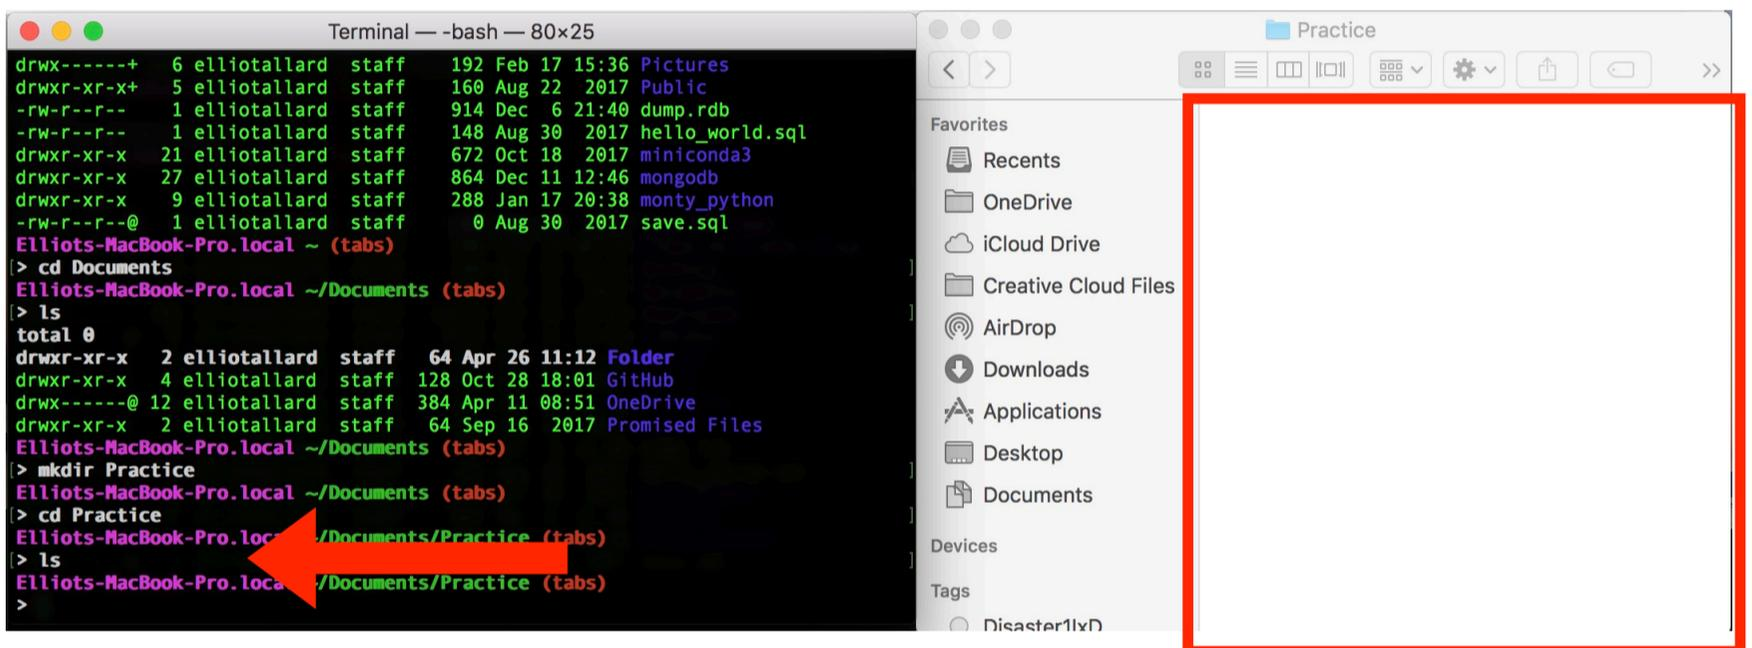 Terminal — -bash — 80×25
drwx------+ 6 elliotallard staff 192 Feb 17 15:36 Pictures
drwxr-xr-x+ 5 elliotallard staff 160 Aug 22 2017 Public
-rw-r--r-- 1 elliotallard staff 914 Dec 6 21:40 dump.rdb
-rw-r--r-- 1 elliotallard staff 148 Aug 30 2017 hello_world.sql
drwxr-xr-x 21 elliotallard staff 672 Oct 18 2017 miniconda3
drwxr-xr-x 27 elliotallard staff 864 Dec 11 12:46 mongodb
drwxr-xr-x 9 elliotallard staff 288 Jan 17 20:38 monty_python
-rw-r--r--@ 1 elliotallard staff 0 Aug 30 2017 save.sql
Elliots-MacBook-Pro.local ~ (tabs)
[> cd Documents ]
Elliots-MacBook-Pro.local ~/Documents (tabs)
[> ls ]
total 0
drwxr-xr-x 2 elliotallard staff 64 Apr 26 11:12 Folder
drwxr-xr-x 4 elliotallard staff 128 Oct 28 18:01 GitHub
drwx------@ 12 elliotallard staff 384 Apr 11 08:51 OneDrive
drwxr-xr-x 2 elliotallard staff 64 Sep 16 2017 Promised Files
Elliots-MacBook-Pro.local ~/Documents (tabs)
[> mkdir Practice ]
Elliots-MacBook-Pro.local ~/Documents (tabs)
[> cd Practice ]
Elliots-MacBook-Pro.loc /Documents/Practice (tabs)
[> ls ]
Elliots-MacBook-Pro.loca /Documents/Practice (tabs)
>
Practice
Favorites
Recents
OneDrive
iCloud Drive
Creative Cloud Files
AirDrop
Downloads
Applications
Desktop
Documents
Devices
Tags
Disaster1IxD